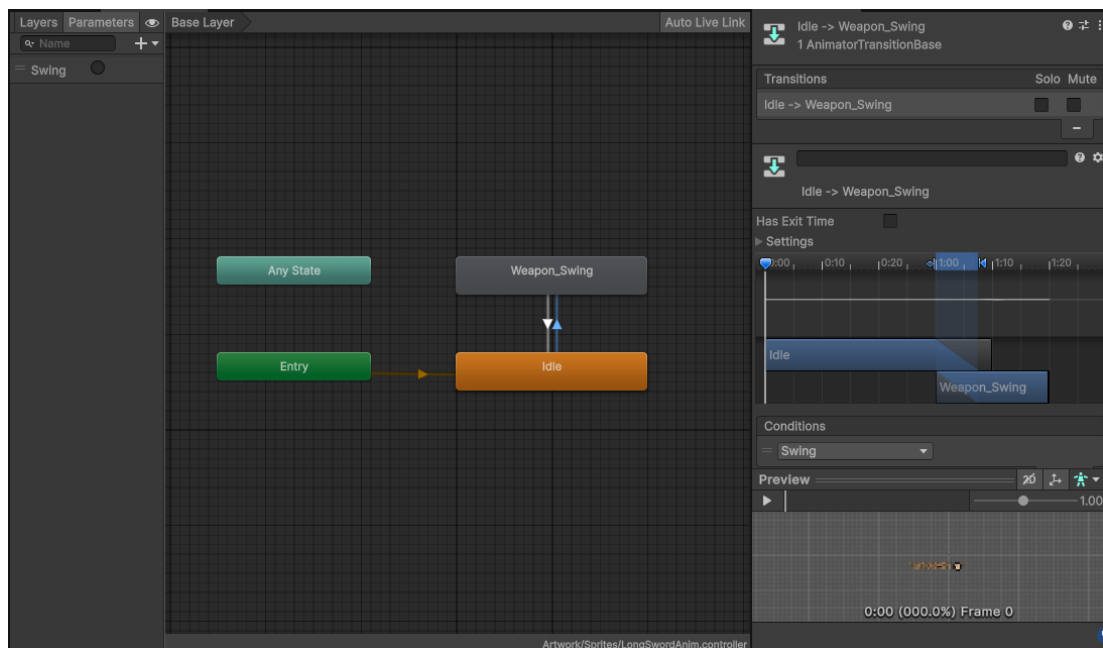 Layers Parameters Base Layer Auto Live Link
Name
Swing
Any State
Weapon_Swing
Entry
Idle
Artwork/Sprites/LongSwordAnim.controller
Idle -> Weapon_Swing
1 AnimatorTransitionBase
Transitions Solo Mute
Idle -> Weapon_Swing
Idle -> Weapon_Swing
Has Exit Time
Settings
0:00 0:10 0:20 1:00 1:10 1:20
Idle
Weapon_Swing
Conditions
Swing
Preview 2D
1.00
0:00 (000.0%) Frame 0